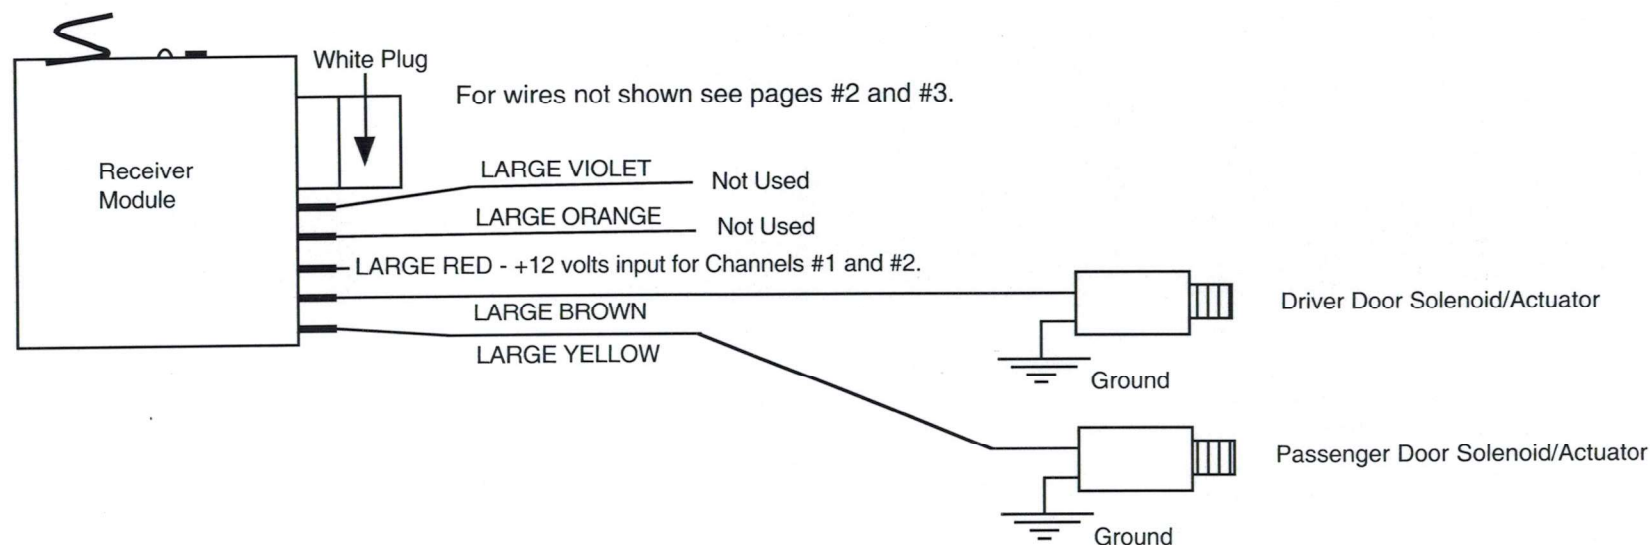 White Plug
For wires not shown see pages #2 and #3.
Receiver
Module
LARGE VIOLET
Not Used
LARGE ORANGE
Not Used
LARGE RED - +12 volts input for Channels #1 and #2.
LARGE BROWN
Driver Door Solenoid/Actuator
LARGE YELLOW
Ground
Passenger Door Solenoid/Actuator
Ground